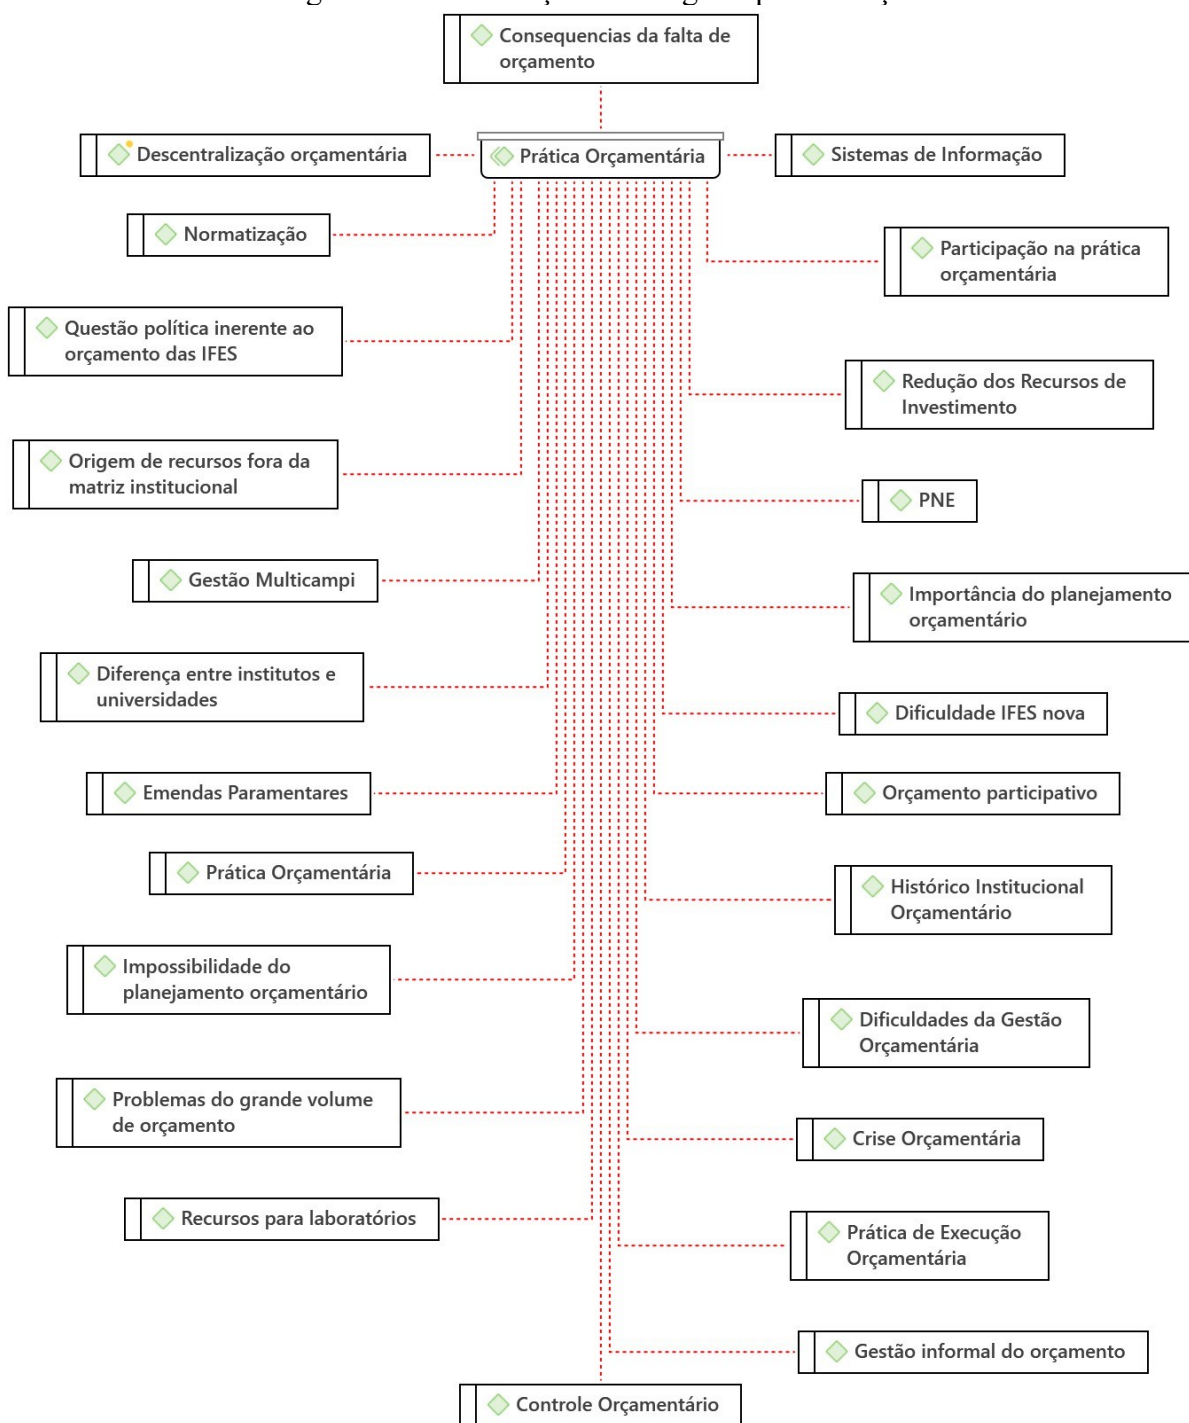 Consequencias da falta de
orçamento
Descentralização orçamentária
Prática Orçamentária
Sistemas de Informação
Normatização
Participação na prática
orçamentária
Questão política inerente ao
orçamento das IFES
Redução dos Recursos de
Investimento
Origem de recursos fora da
matriz institucional
PNE
Gestão Multicampi
Importância do planejamento
orçamentário
Diferença entre institutos e
universidades
Dificuldade IFES nova
Emendas Paramentares
Orçamento participativo
Prática Orçamentária
Histórico Institucional
Orçamentário
Impossibilidade do
planejamento orçamentário
Dificuldades da Gestão
Orçamentária
Problemas do grande volume
de orçamento
Crise Orçamentária
Recursos para laboratórios
Prática de Execução
Orçamentária
Gestão informal do orçamento
Controle Orçamentário